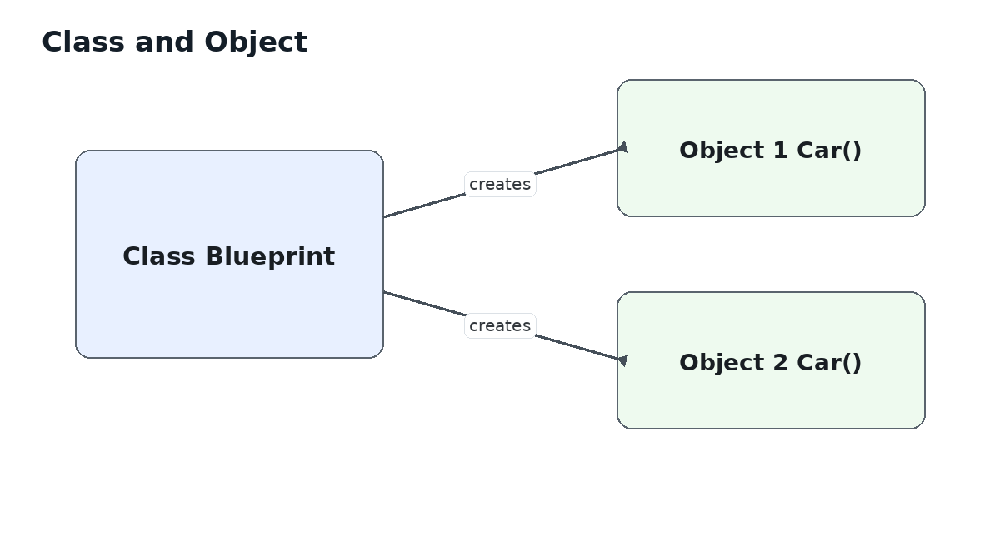 Class and Object
Object 1 Car()
creates
Class Blueprint
creates
Object 2 Car()